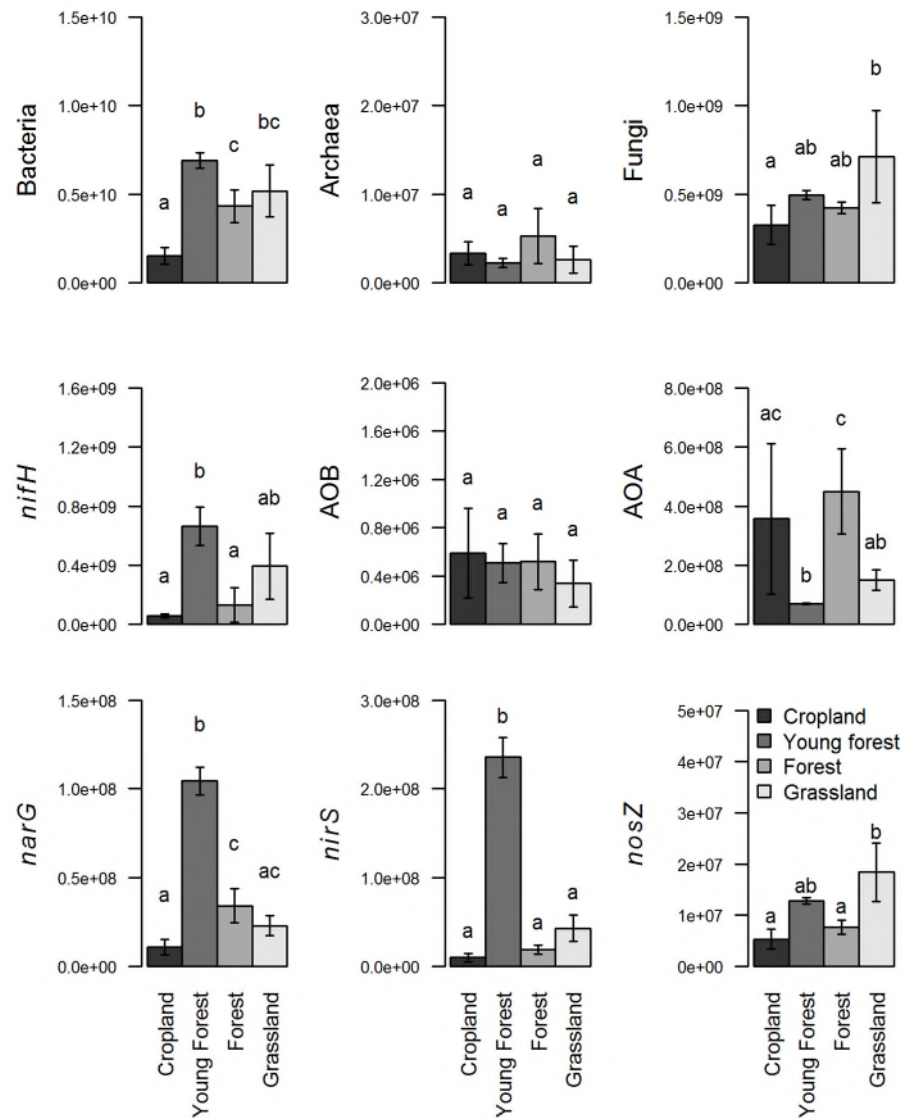 Bacteria
1.5e+10
1.0e+10
0.5e+10
0.0e+00
a
b
c
bc
Archaea
3.0e+07
2.0e+07
1.0e+07
0.0e+00
a
a
a
a
Fungi
1.5e+09
1.0e+09
0.5e+09
0.0e+00
a
ab
ab
b
nifH
1.6e+09
1.2e+09
0.8e+09
0.4e+09
0.0e+00
a
b
a
ab
AOB
2.0e+06
1.6e+06
1.2e+06
0.8e+06
0.4e+06
0.0e+00
a
a
a
a
AOA
8.0e+08
6.0e+08
4.0e+08
2.0e+08
0.0e+00
ac
b
c
ab
narG
1.5e+08
1.0e+08
0.5e+08
0.0e+00
a
b
c
ac
Cropland
Young Forest
Forest
Grassland
nirS
3.0e+08
2.0e+08
1.0e+08
0.0e+00
a
b
a
a
Cropland
Young Forest
Forest
Grassland
nosZ
5e+07
4e+07
3e+07
2e+07
1e+07
0e+00
Cropland
Young forest
Forest
Grassland
a
ab
a
b
Cropland
Young Forest
Forest
Grassland